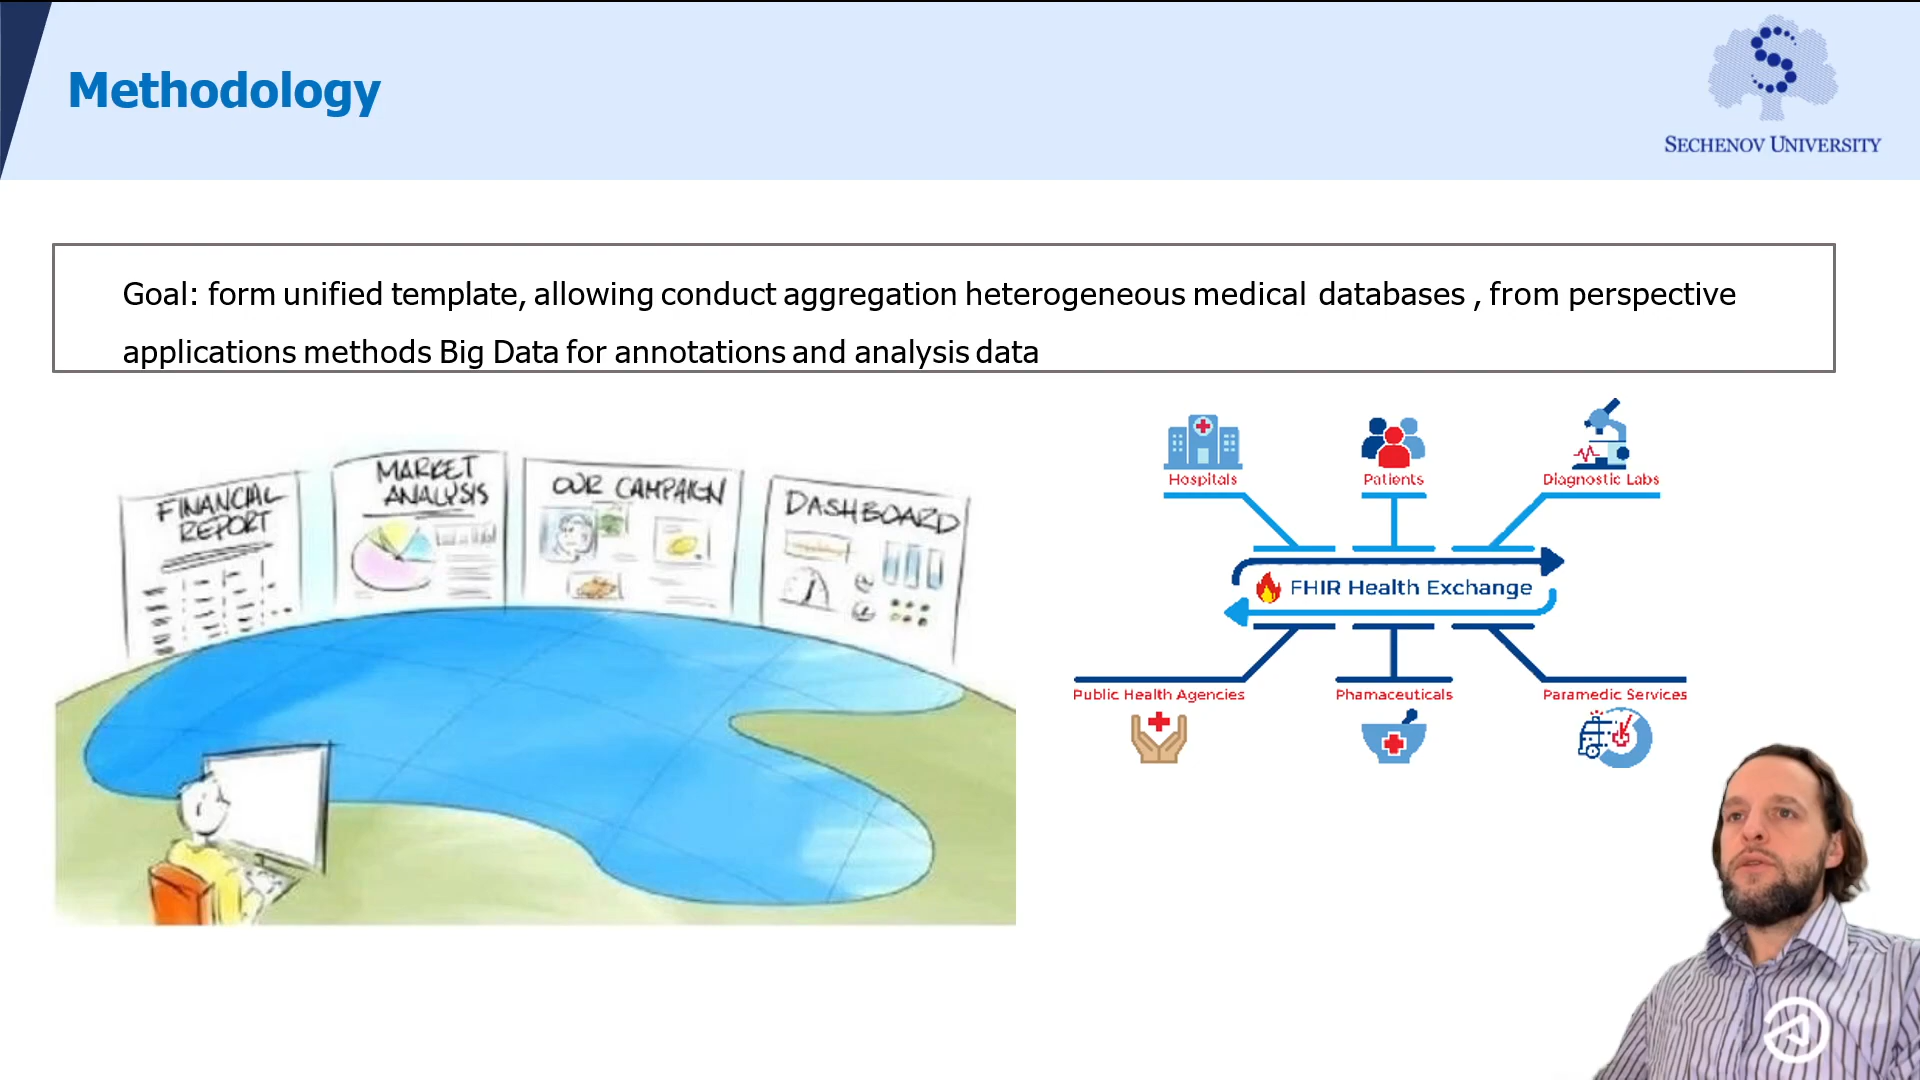 Methodology
SECHENOV UNIVERSITY
Goal: form unified template, allowing conduct aggregation heterogeneous medical databases , from perspective
applications methods Big Data for annotations and analysis data
FINANCIAL
REPORT
MARKET
ANALYSIS
OUR CAMPAIGN
DASHBOARD
Hospitals
Patients
Diagnostic Labs
FHIR Health Exchange
Public Health Agencies
Phamaceuticals
Paramedic Services